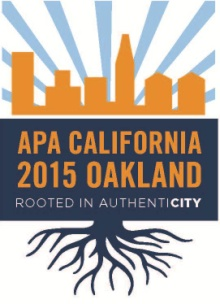 APA CALIFORNIA
2015 OAKLAND
ROOTED IN AUTHENTICITY